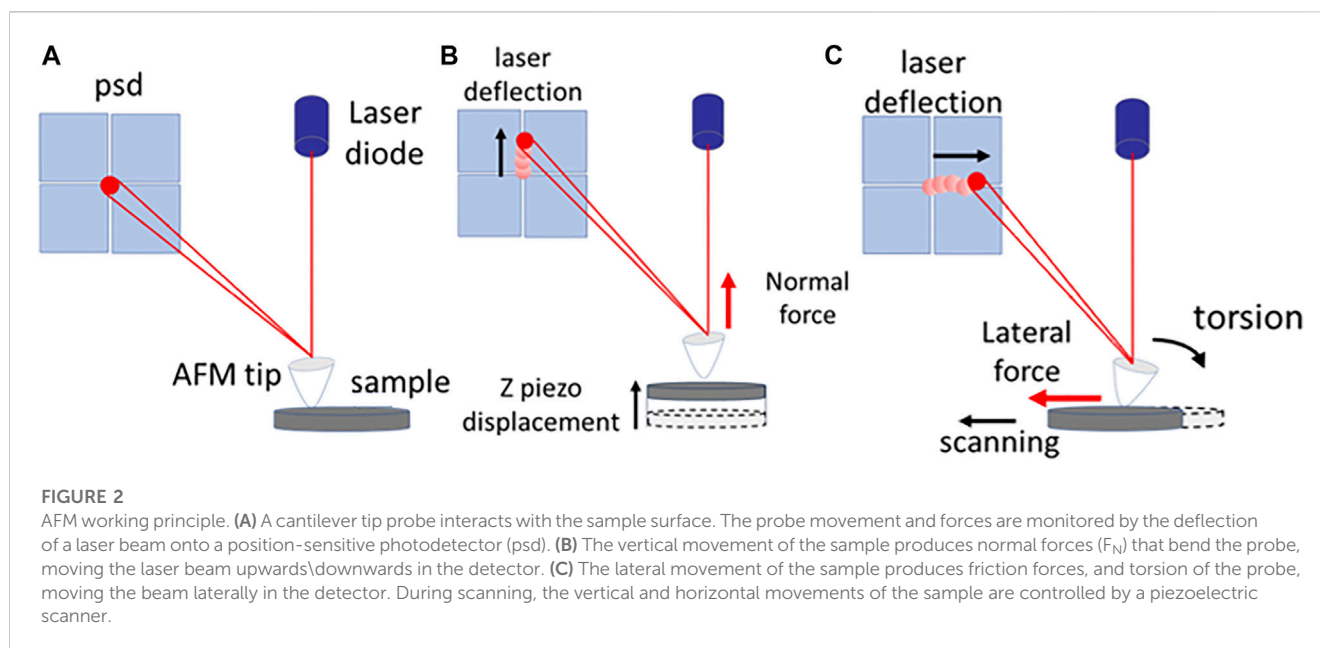 A
psd
Laser
diode
AFM tip
sample
B
laser
deflection
Normal
force
Z piezo
displacement
C
laser
deflection
torsion
Lateral
force
scanning
FIGURE 2
AFM working principle. (A) A cantilever tip probe interacts with the sample surface. The probe movement and forces are monitored by the deflection
of a laser beam onto a position-sensitive photodetector (psd). (B) The vertical movement of the sample produces normal forces (FN) that bend the probe,
moving the laser beam upwards\downwards in the detector. (C) The lateral movement of the sample produces friction forces, and torsion of the probe,
moving the beam laterally in the detector. During scanning, the vertical and horizontal movements of the sample are controlled by a piezoelectric
scanner.